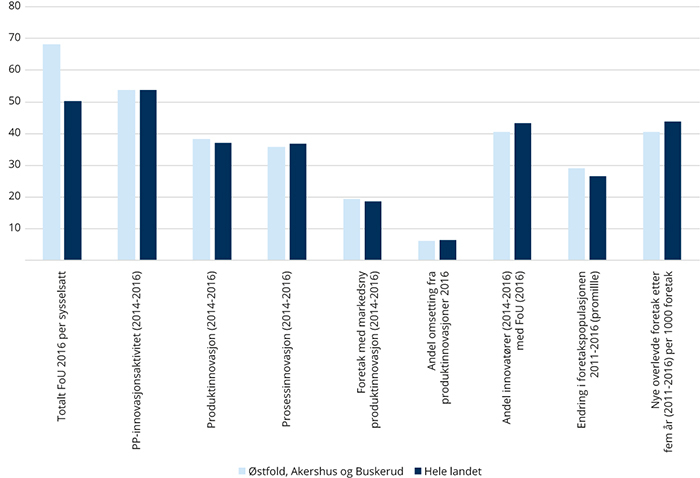 80
70
60
50
40
30
20
10
Totalt FoU 2016 per sysselsatt
PP-innovasjonsaktivitet (2014-2016)
Produktinnovasjon (2014-2016)
Prosessinnovasjon (2014-2016)
Foretak med markedsny
produktinnovasjon (2014-2016)
Andel omsetting fra
produktinnovasjoner 2016
Andel innovatører (2014-2016)
med FoU (2016)
Endring i foretakspopulasjonen
2011-2016 (promillle)
Nye overlevde foretak etter
fem år (2011-2016) per 1000 foretak
Østfold, Akershus og Buskerud
Hele landet